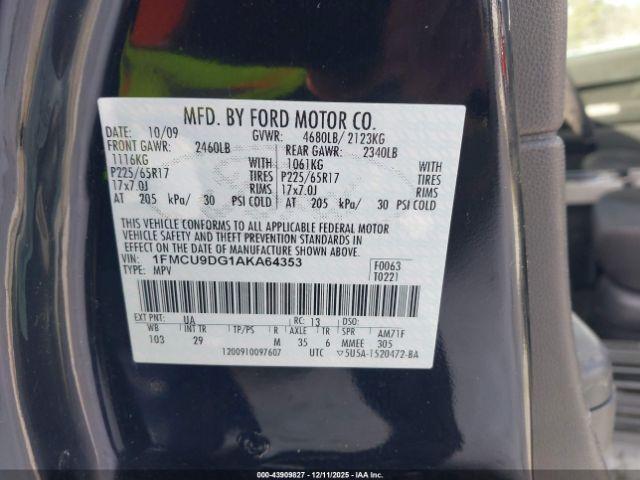 MFD. BY FORD MOTOR CO.
DATE: 10/09 GVWR: 4680LB/ 2123KG
FRONT GAWR: 2460LB REAR GAWR: 2340LB
1116KG WITH 1061KG WITH
P225/65R17 TIRES P225/65R17 TIRES
17x7.0J RIMS 17x7.0J RIMS
AT 205 kPa/ 30 PSI COLD AT 205 kPa/ 30 PSI COLD
THIS VEHICLE CONFORMS TO ALL APPLICABLE FEDERAL MOTOR
VEHICLE SAFETY AND THEFT PREVENTION STANDARDS IN
EFFECT ON THE DATE OF MANUFACTURE SHOWN ABOVE.
VIN: 1FMCU9DG1AKA64353 F0063
TYPE: MPV T0221
EXT PNT: UA RC: 13 DSO:
WB INT TR TP/PS R AXLE TR SPR AM71F
103 29 M 35 6 MMEE 305
1200910097607 UTC ▽5U5A-1520472-BA
000-43909827 - 12/11/2025 - IAAI.COM